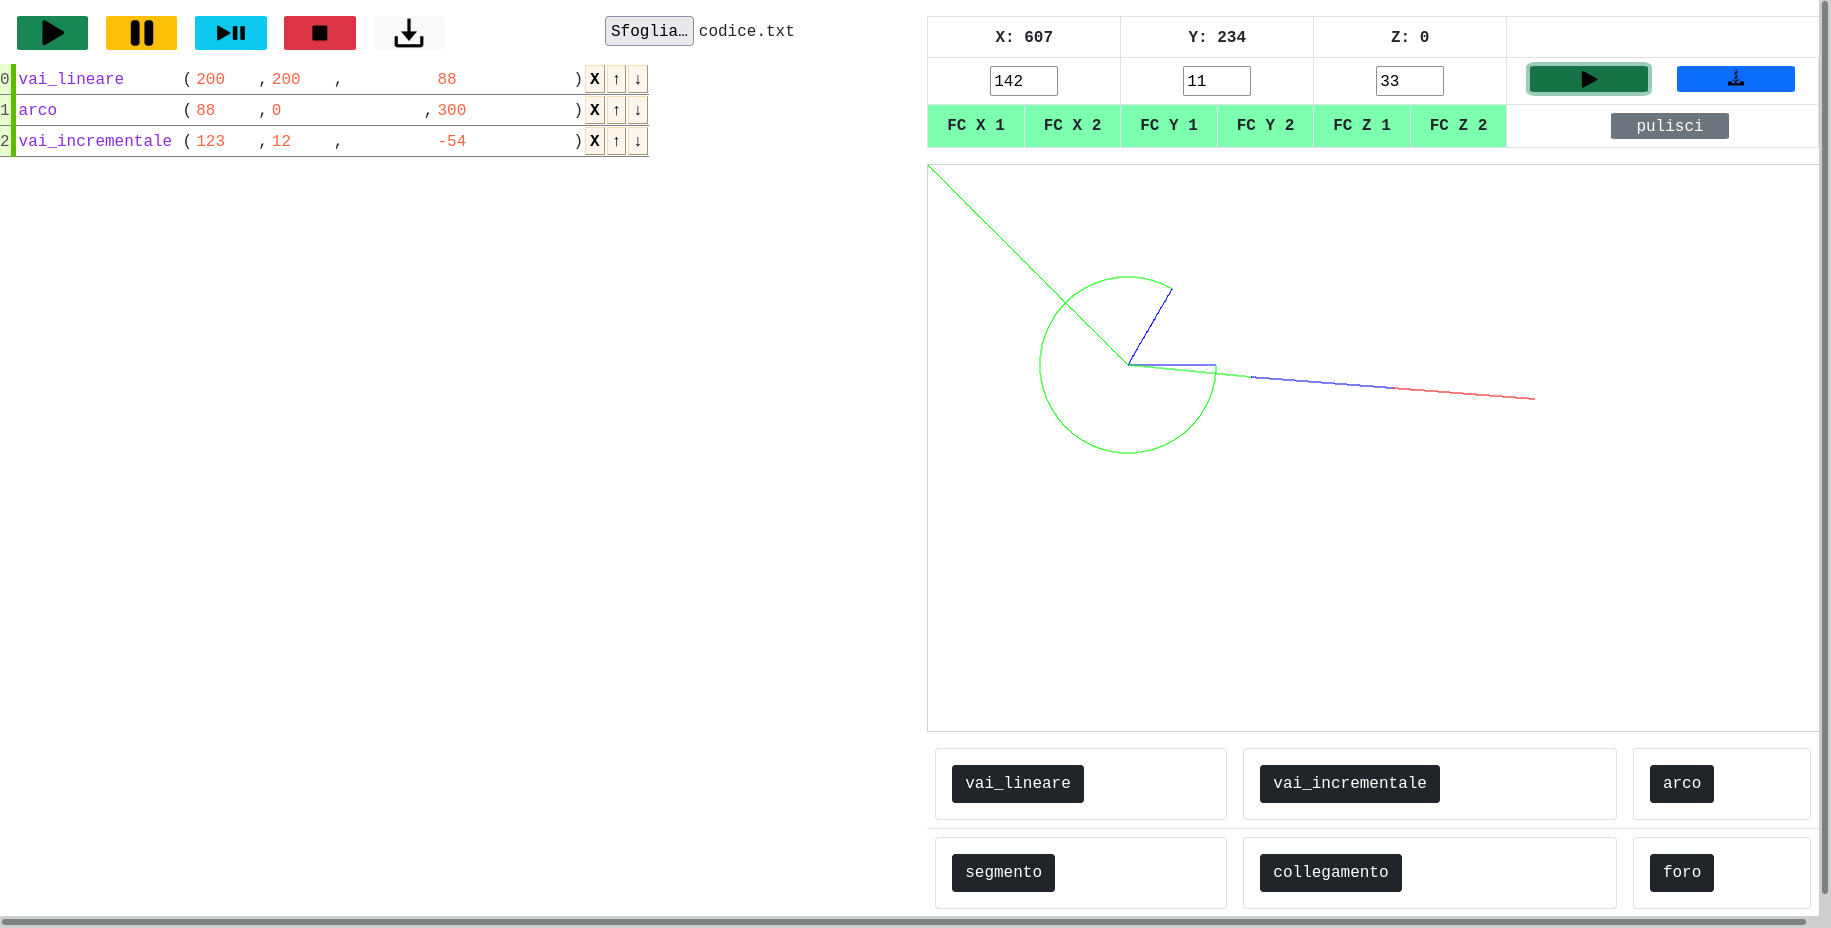 Sfoglia… codice.txt
0 vai_lineare ( 200 , 200 , 88 ) X ↑ ↓
1 arco ( 88 , 0 , 300 ) X ↑ ↓
2 vai_incrementale ( 123 , 12 , -54 ) X ↑ ↓
X: 607 Y: 234 Z: 0
142 11 33
FC X 1 FC X 2 FC Y 1 FC Y 2 FC Z 1 FC Z 2 pulisci
vai_lineare vai_incrementale arco
segmento collegamento foro